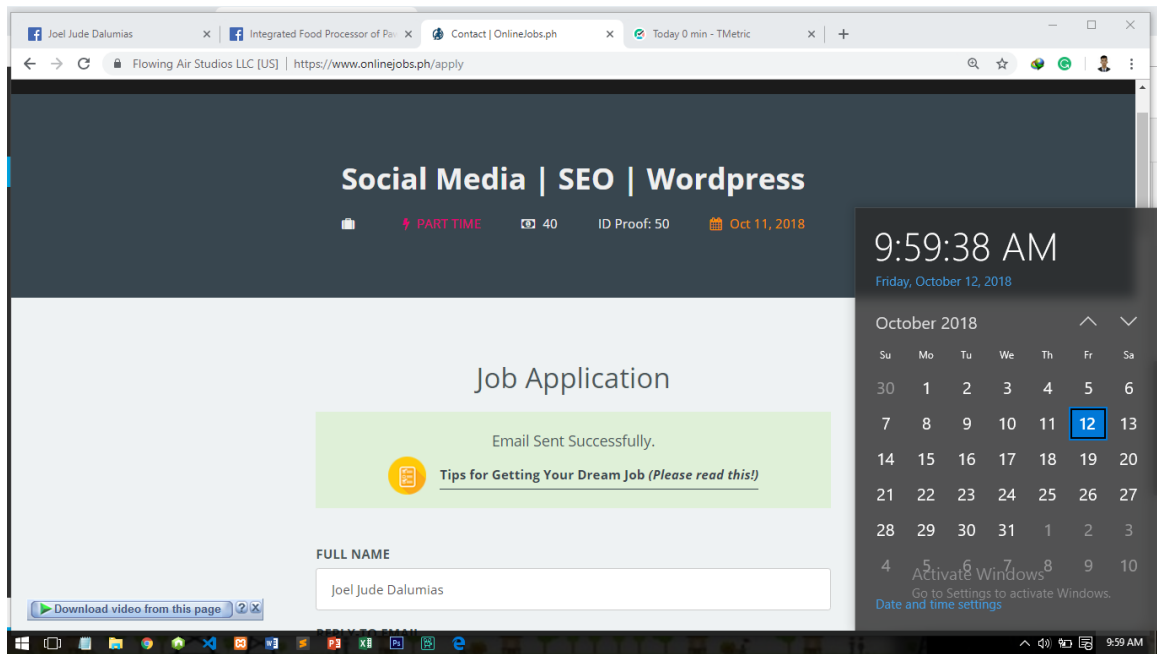 Joel Jude Dalumias
Integrated Food Processor of Pav
Contact | OnlineJobs.ph
Today 0 min - TMetric
Flowing Air Studios LLC [US] | https://www.onlinejobs.ph/apply
Social Media | SEO | Wordpress
PART TIME 40 ID Proof: 50 Oct 11, 2018
9:59:38 AM
Friday, October 12, 2018
October 2018
Su Mo Tu We Th Fr Sa
30 1 2 3 4 5 6
7 8 9 10 11 12 13
14 15 16 17 18 19 20
21 22 23 24 25 26 27
28 29 30 31 1 2 3
4 5 6 7 8 9 10
Activate Windows
Go to Settings to activate Windows.
Date and time settings
Job Application
Email Sent Successfully.
Tips for Getting Your Dream Job (Please read this!)
FULL NAME
Joel Jude Dalumias
Download video from this page
REPLY TO EMAIL
9:59 AM